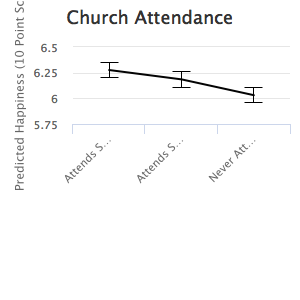 Church Attendance
Predicted Happiness (10 Point Sc
6.5
6.25
6
5.75
Attends S...
Attends S...
Never Att...